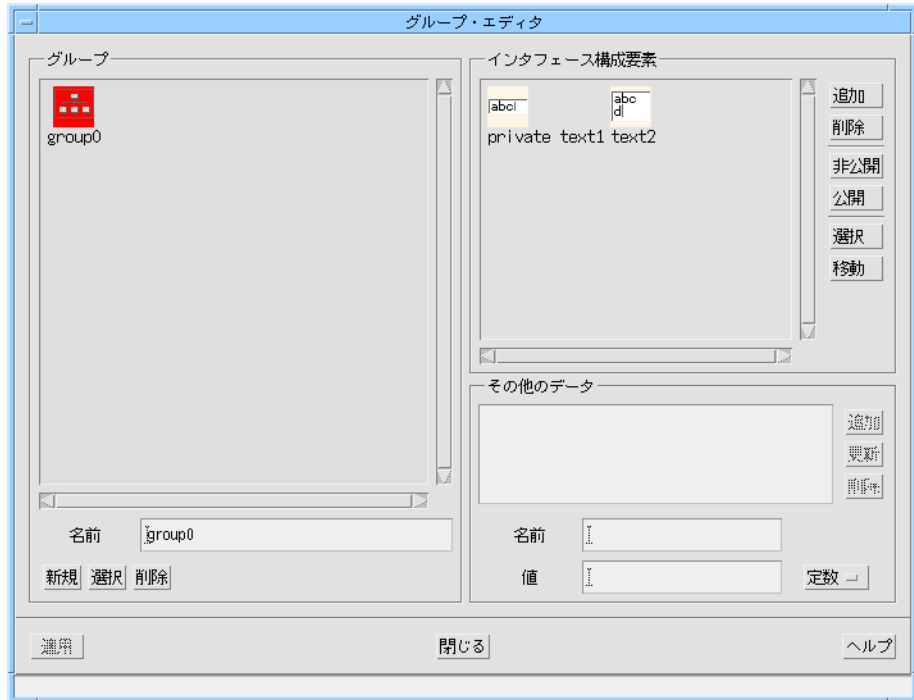 グループ・エディタ
グループ
group0
名前
group0
新規 選択 削除
インタフェース構成要素
abc
private text1
abc
d
text2
追加
削除
非公開
公開
選択
移動
その他のデータ
追加
更新
削除
名前
値
定数
適用
閉じる
ヘルプ